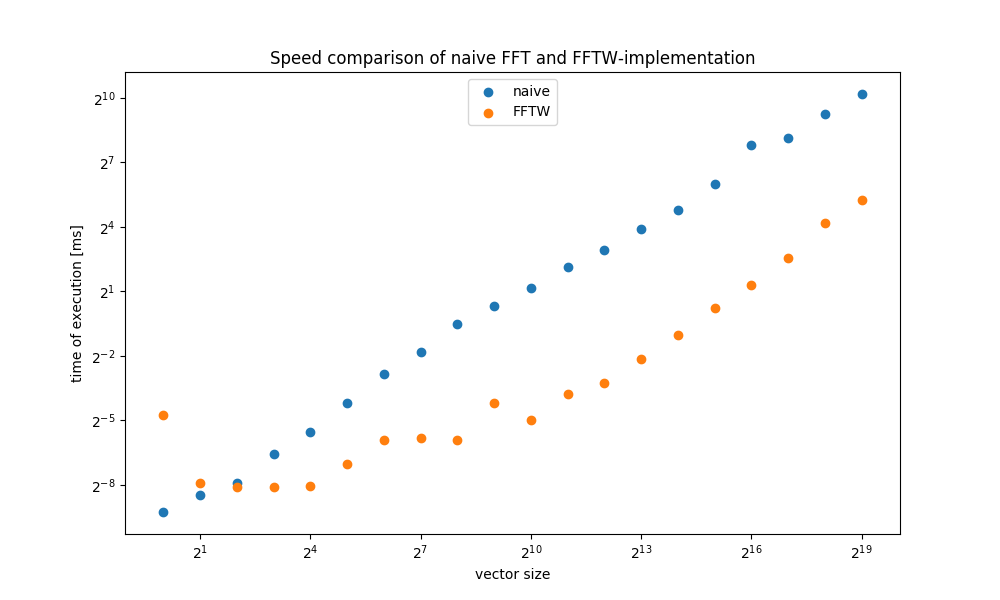 Speed comparison of naive FFT and FFTW-implementation
naive
FFTW
time of execution [ms]
2^10
2^7
2^4
2^1
2^-2
2^-5
2^-8
2^1 2^4 2^7 2^10 2^13 2^16 2^19
vector size